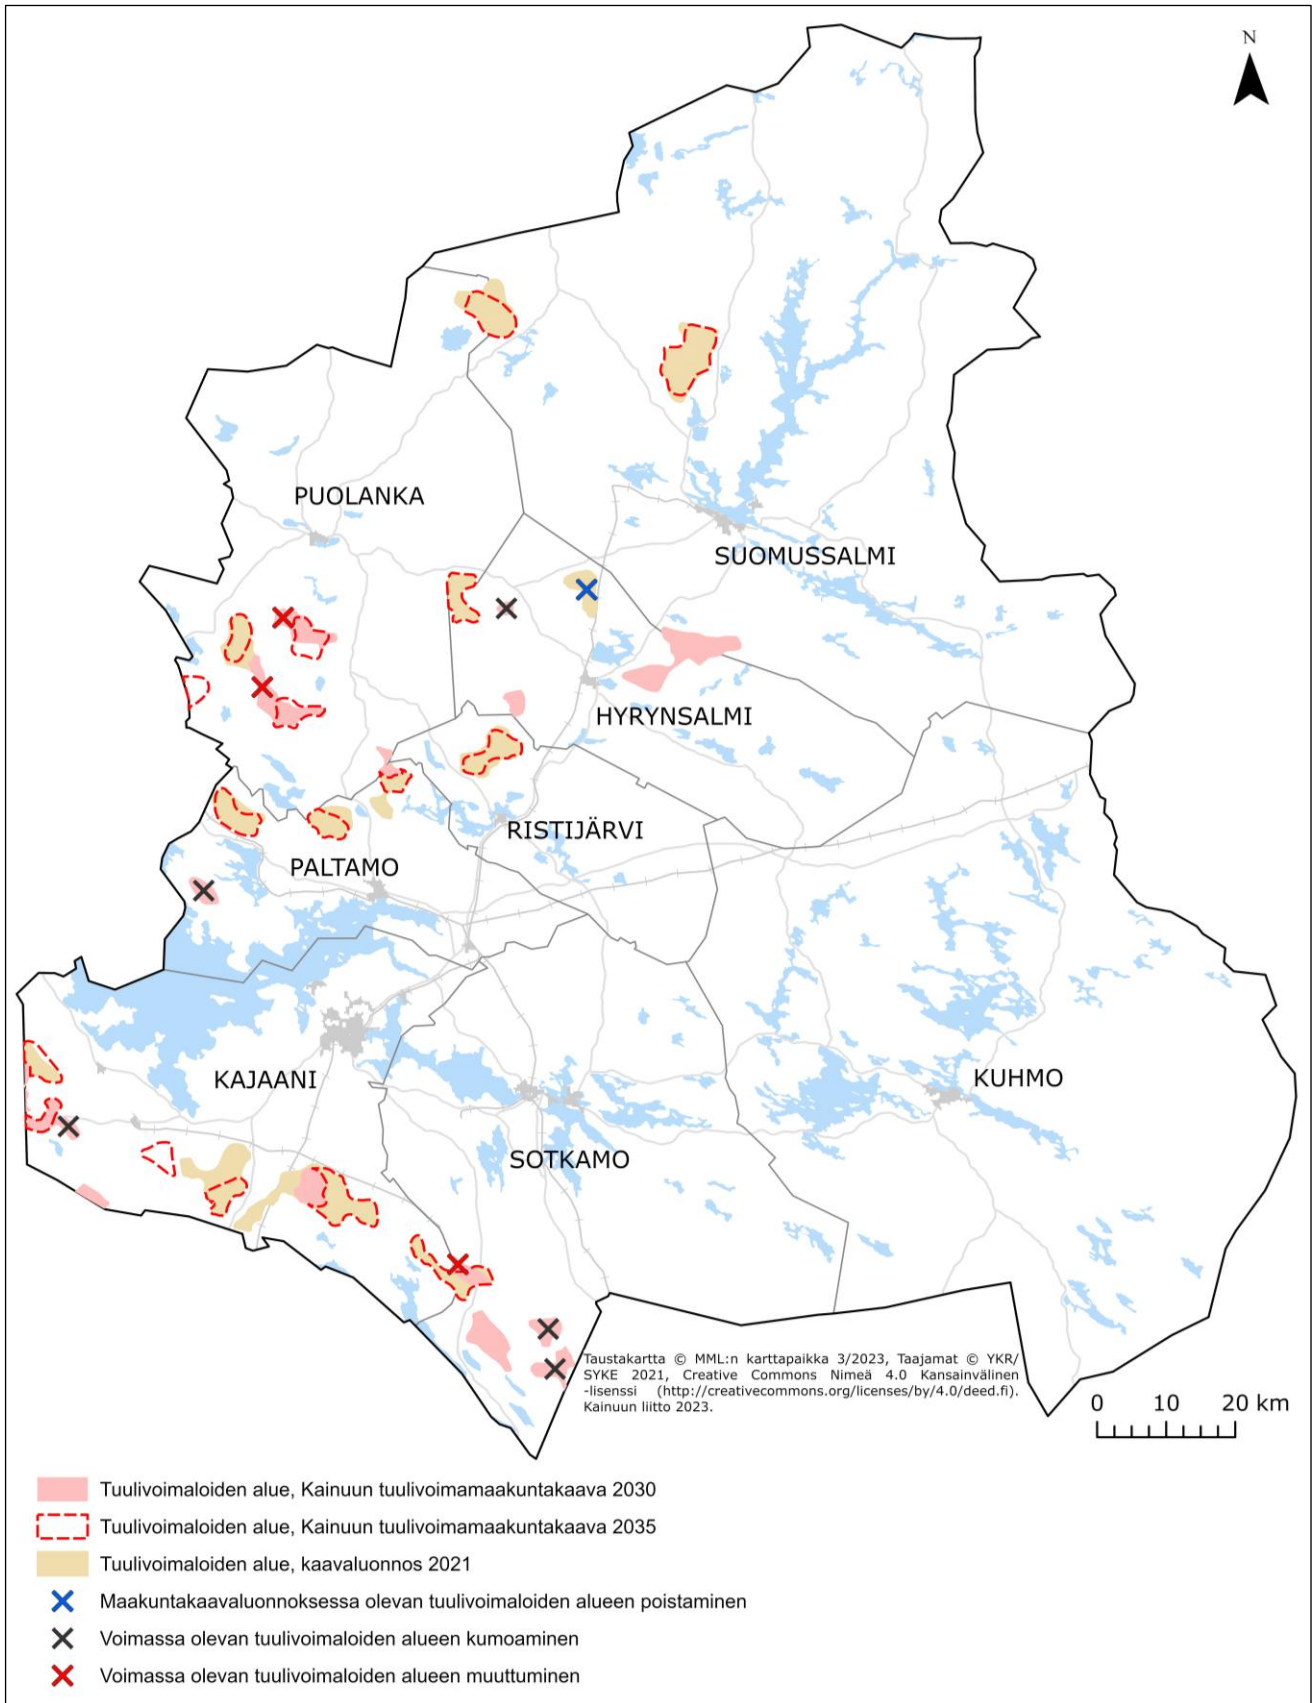 N
PUOLANKA
SUOMUSSALMI
HYRYNSALMI
RISTIJÄRVI
PALTAMO
KAJAANI
KUHMO
SOTKAMO
Taustakartta © MML:n karttapaikka 3/2023, Taajamat © YKR/
SYKE 2021, Creative Commons Nimeä 4.0 Kansainvälinen
-lisenssi (http://creativecommons.org/licenses/by/4.0/deed.fi).
Kainuun liitto 2023.
0 10 20 km
Tuulivoimaloiden alue, Kainuun tuulivoimamaakuntakaava 2030
Tuulivoimaloiden alue, Kainuun tuulivoimamaakuntakaava 2035
Tuulivoimaloiden alue, kaavaluonnos 2021
Maakuntakaavaluonnoksessa olevan tuulivoimaloiden alueen poistaminen
Voimassa olevan tuulivoimaloiden alueen kumoaminen
Voimassa olevan tuulivoimaloiden alueen muuttuminen